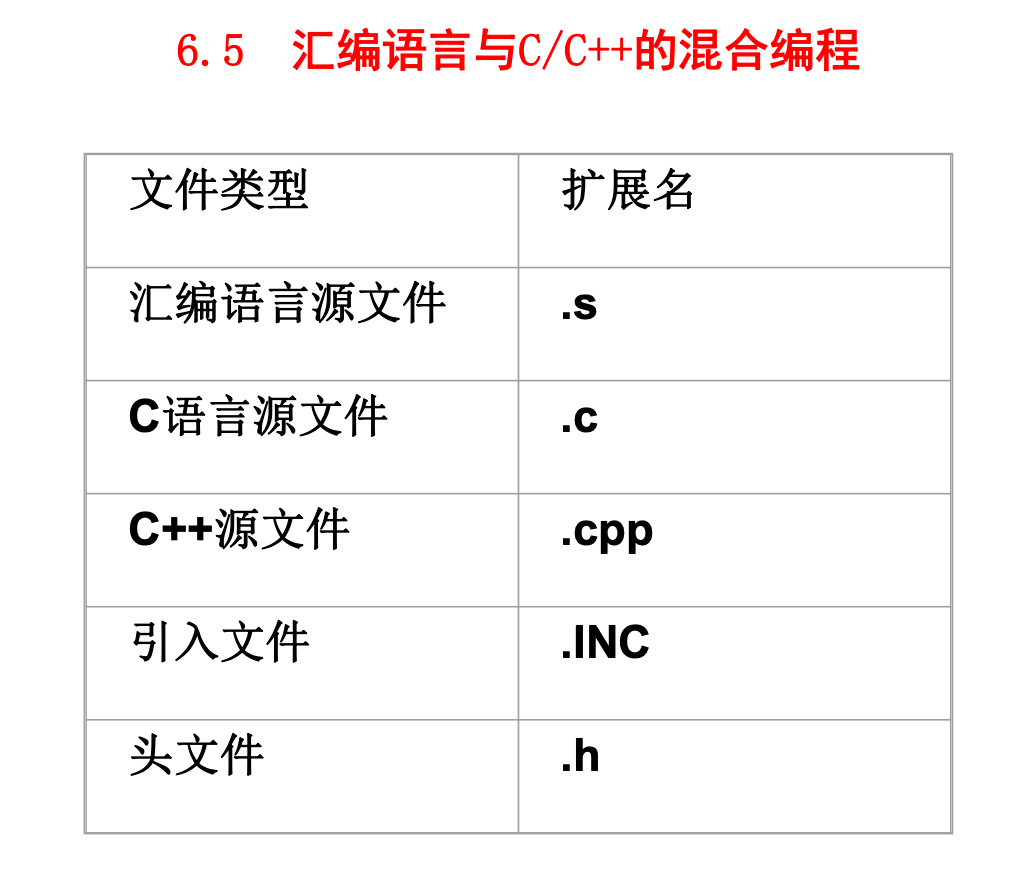 6.5 汇编语言与C/C++的混合编程
文件类型 扩展名
汇编语言源文件 .s
C语言源文件 .c
C++源文件 .cpp
引入文件 .INC
头文件 .h